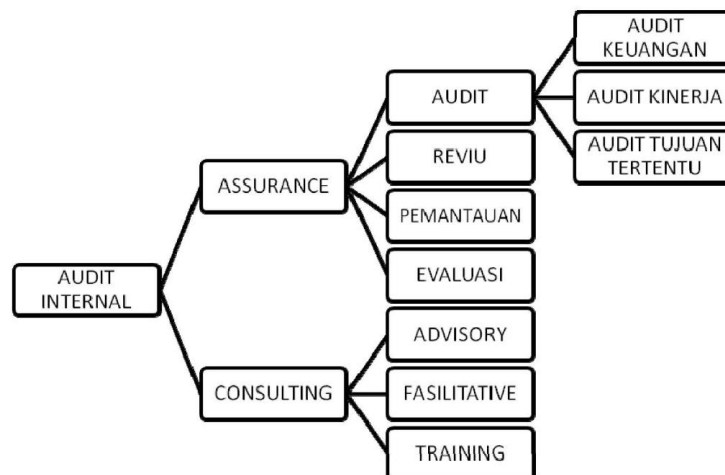 AUDIT
KEUANGAN
AUDIT
AUDIT KINERJA
REVIU
AUDIT TUJUAN
TERTENTU
ASSURANCE
PEMANTAUAN
EVALUASI
AUDIT
INTERNAL
ADVISORY
CONSULTING
FASILITATIVE
TRAINING